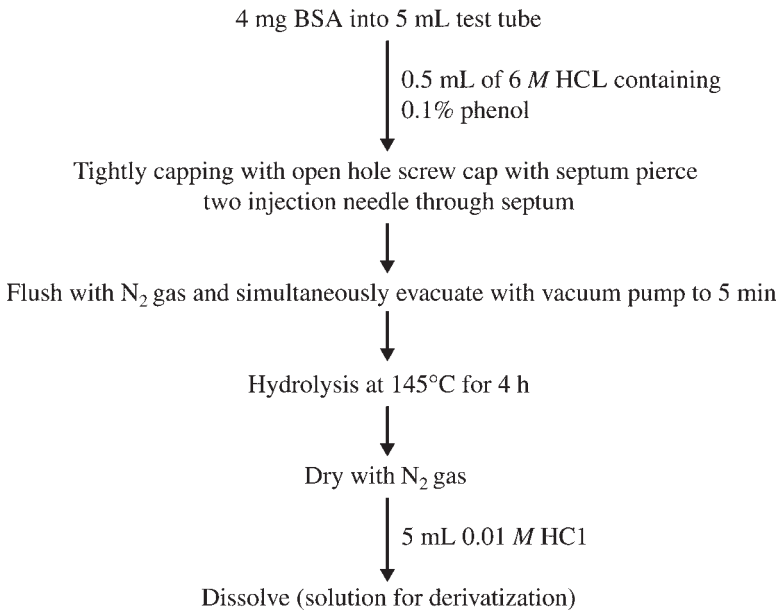 4 mg BSA into 5 mL test tube
0.5 mL of 6 M HCL containing
0.1% phenol
Tightly capping with open hole screw cap with septum pierce
two injection needle through septum
Flush with N₂ gas and simultaneously evacuate with vacuum pump to 5 min
Hydrolysis at 145°C for 4 h
Dry with N₂ gas
5 mL 0.01 M HC1
Dissolve (solution for derivatization)